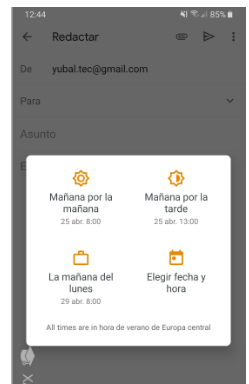 12:44
85%
Redactar
De yubal.tec@gmail.com
Para
Asunto
E
Mañana por la
mañana
25 abr. 8:00
Mañana por la
tarde
25 abr. 13:00
La mañana del
lunes
29 abr. 8:00
Elegir fecha y
hora
All times are in hora de verano de Europa central